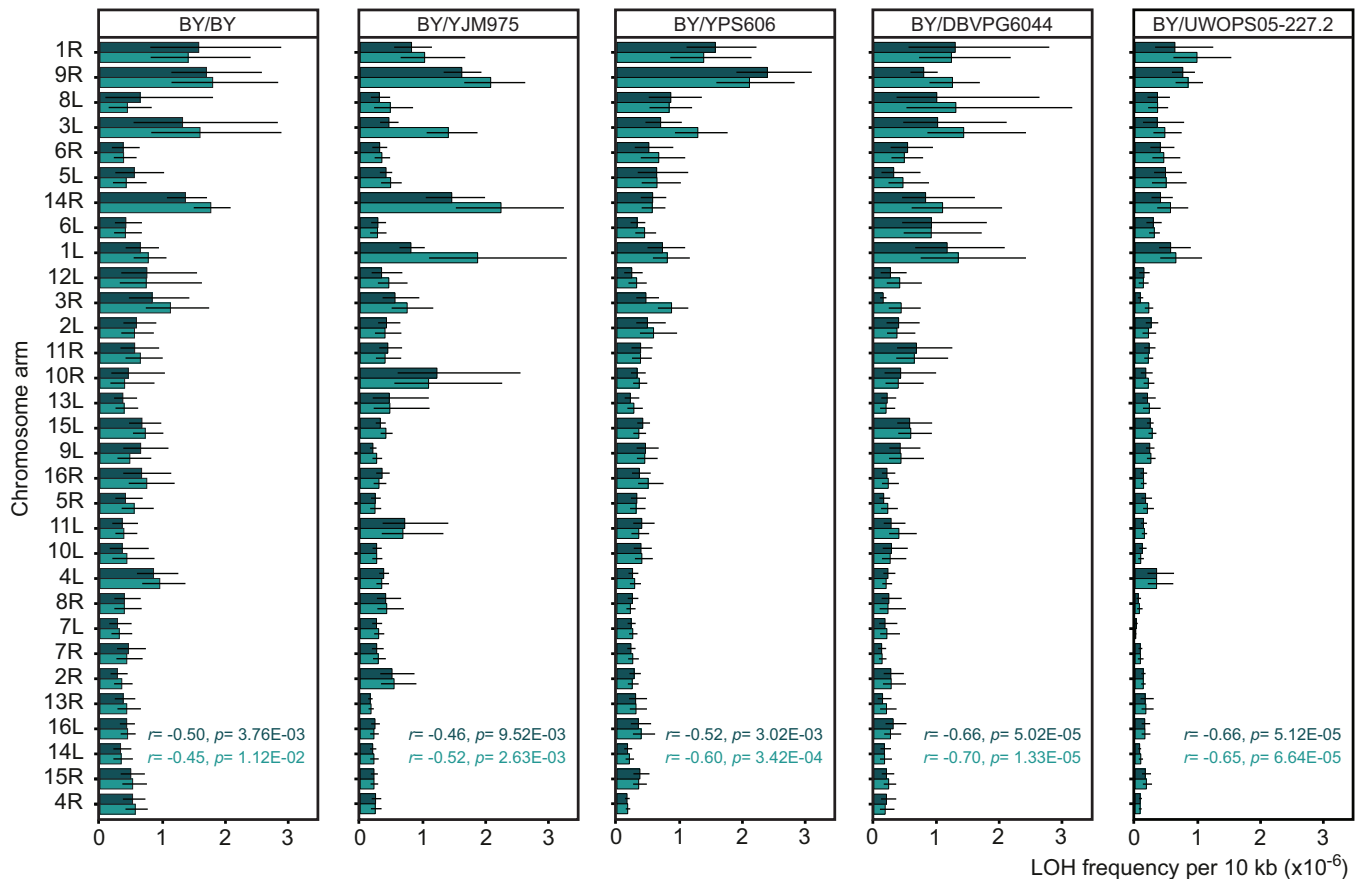 BY/BY BY/YJM975 BY/YPS606 BY/DBVPG6044 BY/UWOPS05-227.2
Chromosome arm
1R
9R
8L
3L
6R
5L
14R
6L
1L
12L
3R
2L
11R
10R
13L
15L
9L
16R
5R
11L
10L
4L
8R
7L
7R
2R
13R
16L
14L
15R
4R
r= -0.50, p= 3.76E-03 r= -0.46, p= 9.52E-03 r= -0.52, p= 3.02E-03 r= -0.66, p= 5.02E-05 r= -0.66, p= 5.12E-05
r= -0.45, p= 1.12E-02 r= -0.52, p= 2.63E-03 r= -0.60, p= 3.42E-04 r= -0.70, p= 1.33E-05 r= -0.65, p= 6.64E-05
0 1 2 3 0 1 2 3 0 1 2 3 0 1 2 3 0 1 2 3
LOH frequency per 10 kb (x10⁻⁶)